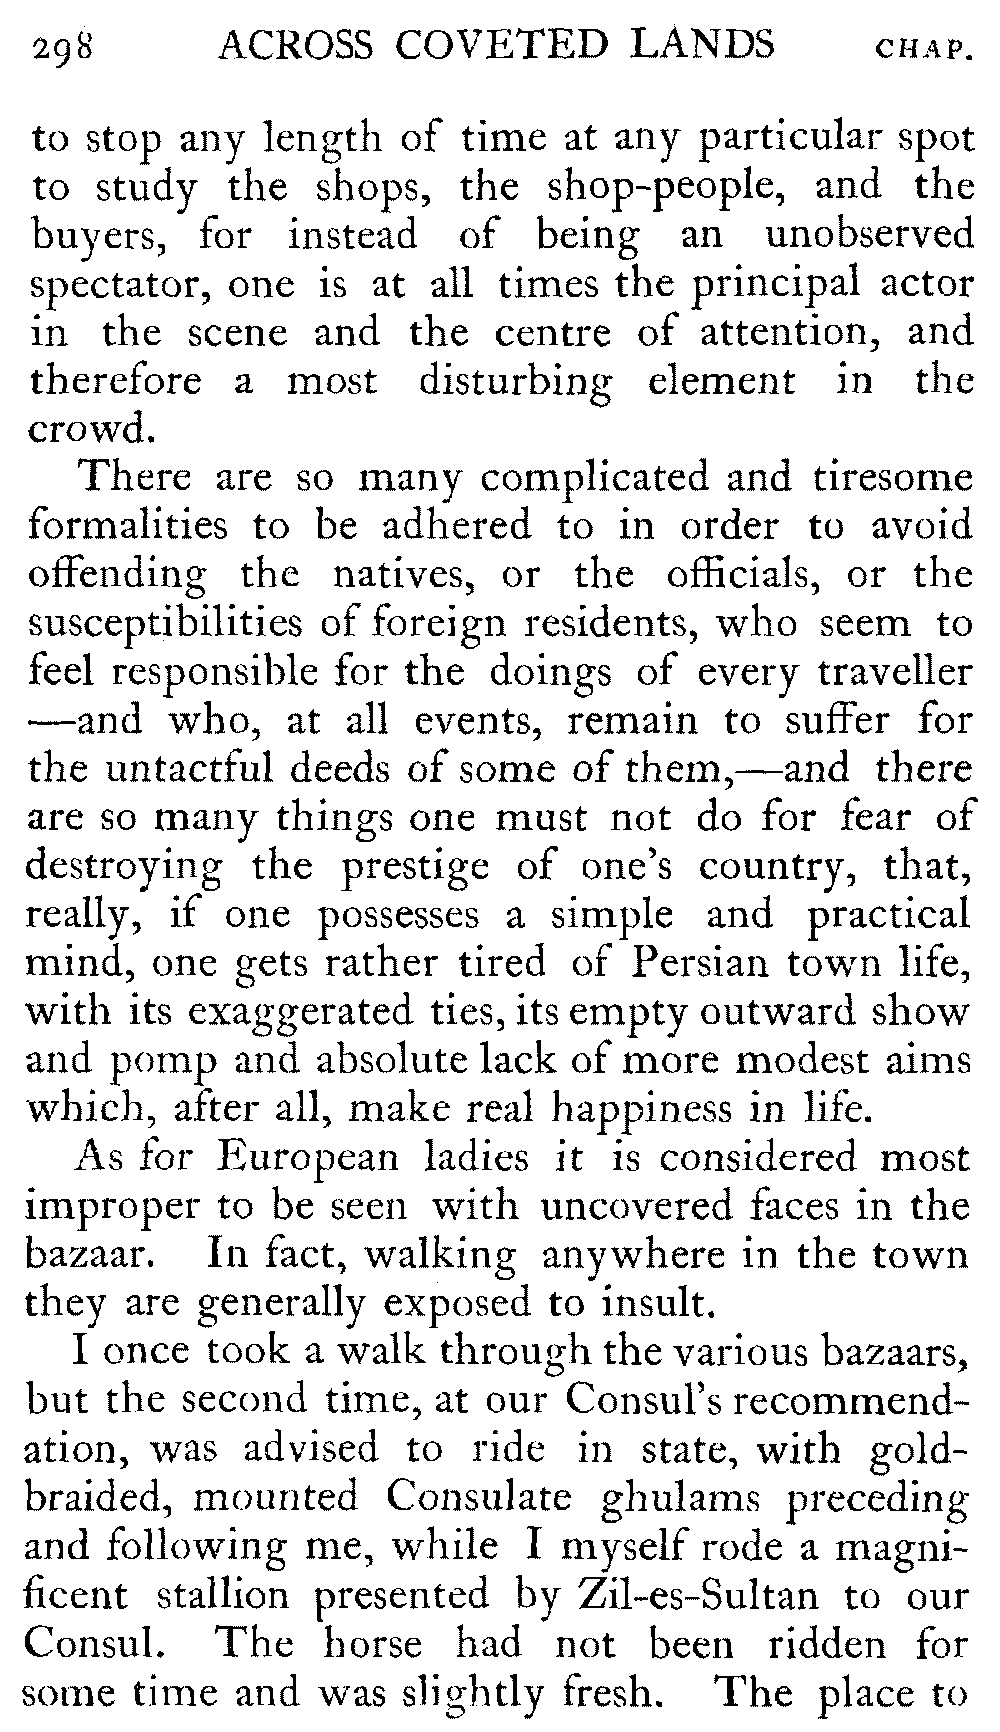 298 ACROSS COVETED LANDS CHAP.
to stop any length of time at any particular spot
to study the shops, the shop-people, and the
buyers, for instead of being an unobserved
spectator, one is at all times the principal actor
in the scene and the centre of attention, and
therefore a most disturbing element in the
crowd.
There are so many complicated and tiresome
formalities to be adhered to in order to avoid
offending the natives, or the officials, or the
susceptibilities of foreign residents, who seem to
feel responsible for the doings of every traveller
—and who, at all events, remain to suffer for
the untactful deeds of some of them,—and there
are so many things one must not do for fear of
destroying the prestige of one's country, that,
really, if one possesses a simple and practical
mind, one gets rather tired of Persian town life,
with its exaggerated ties, its empty outward show
and pomp and absolute lack of more modest aims
which, after all, make real happiness in life.
As for European ladies it is considered most
improper to be seen with uncovered faces in the
bazaar. In fact, walking anywhere in the town
they are generally exposed to insult.
I once took a walk through the various bazaars,
but the second time, at our Consul's recommend-
ation, was advised to ride in state, with gold-
braided, mounted Consulate ghulams preceding
and following me, while I myself rode a magni-
ficent stallion presented by Zil-es-Sultan to our
Consul. The horse had not been ridden for
some time and was slightly fresh. The place to